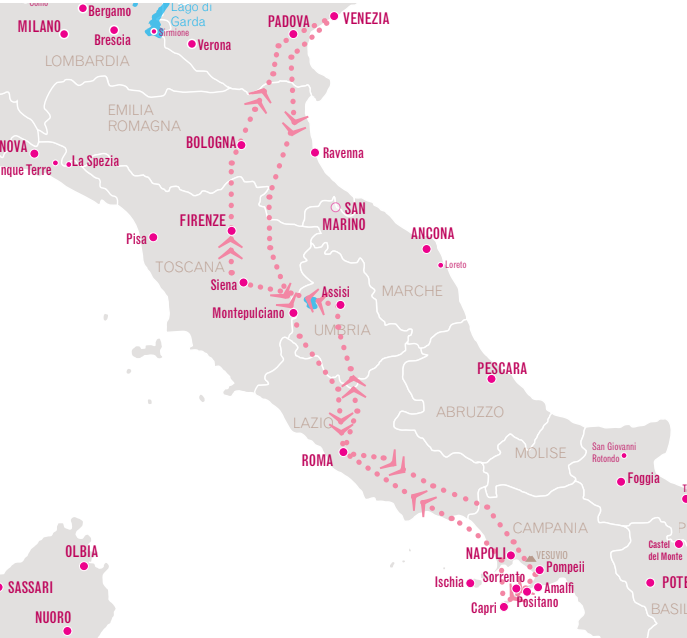 Lago di
Garda
Bergamo
MILANO
Brescia
Sirmione
Verona
PADOVA
VENEZIA
LOMBARDIA
EMILIA
ROMAGNA
BOLOGNA
Ravenna
NOVA
nque Terre
La Spezia
FIRENZE
SAN
MARINO
Pisa
ANCONA
Loreto
TOSCANA
Siena
Assisi
MARCHE
Montepulciano
UMBRIA
PESCARA
LAZIO
ABRUZZO
ROMA
MOLISE
San Giovanni
Rotondo
Foggia
CAMPANIA
OLBIA
NAPOLI
VESUVIO
Castel
del Monte
Pompeii
Ischia
Sorrento
Amalfi
SASSARI
POTE
Capri
Positano
NUORO
BASIL